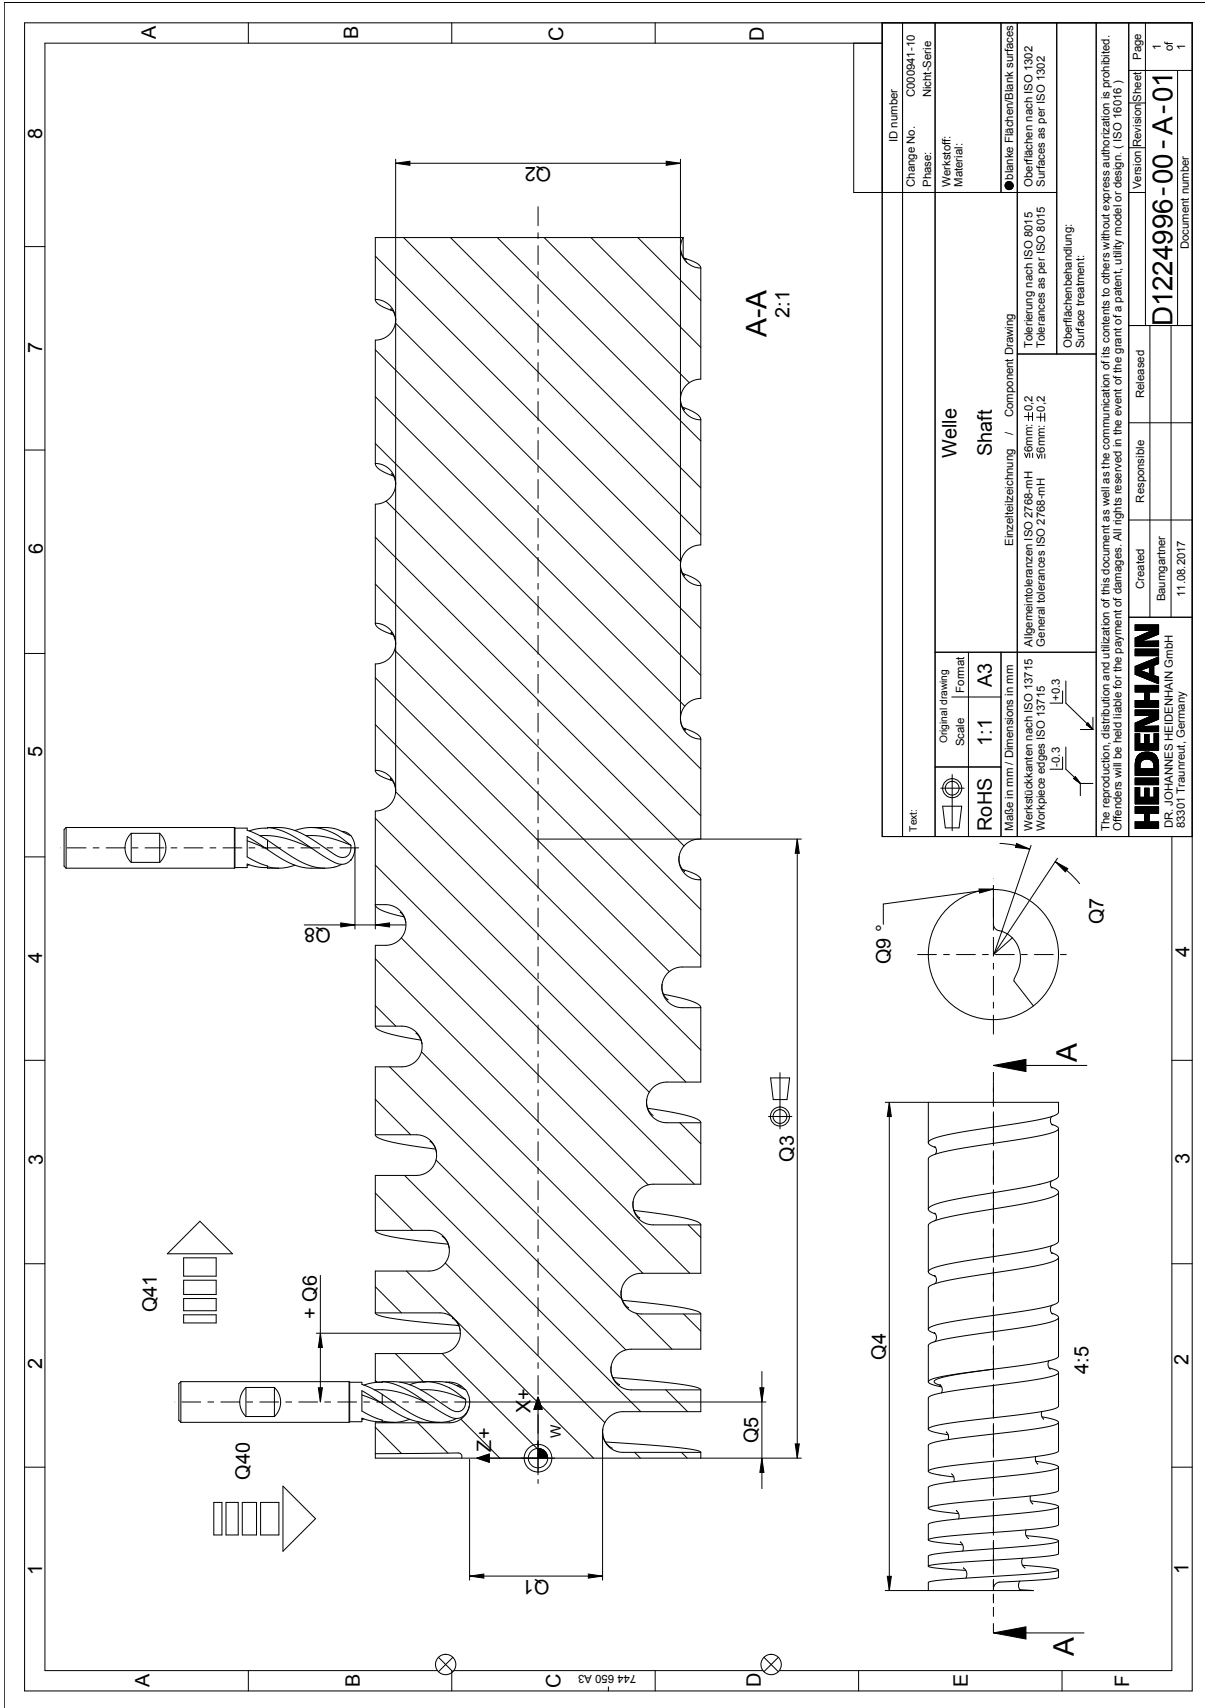 A
B
C
D
8
7
6
5
4
3
2
1
A
B
C
D
E
F
4
3
2
1
744 650 A3
Q41
Q40
+ Q6
Q8
Q2
Q1
Q3
Q5
Z+
X+
W
A-A
2:1
Q4
4:5
A
A
Q9 °
Q7
ID number
Text:
Change No. C000941-10
Phase: Nicht-Serie
Original drawing
Scale Format
RoHS 1:1 A3
Welle
Shaft
Werkstoff:
Material:
Maße in mm / Dimensions in mm
Einzelteilzeichnung / Component Drawing
blanke Flächen/Blank surfaces
Werkstückkanten nach ISO 13715
Workpiece edges ISO 13715
-0.3 +0.3
Allgemeintoleranzen ISO 2768-mH ≤6mm: ±0,2
General tolerances ISO 2768-mH ≤6mm: ±0,2
Tolerierung nach ISO 8015
Tolerances as per ISO 8015
Oberflächen nach ISO 1302
Surfaces as per ISO 1302
Oberflächenbehandlung:
Surface treatment:
The reproduction, distribution and utilization of this document as well as the communication of its contents to others without express authorization is prohibited.
Offenders will be held liable for the payment of damages. All rights reserved in the event of the grant of a patent, utility model or design. ( ISO 16016 )
HEIDENHAIN
DR. JOHANNES HEIDENHAIN GmbH
83301 Traunreut, Germany
Created Responsible Released Version Revision Sheet Page
Baumgartner
11.08.2017
D1224996-00-A-01
Document number
1
of
1